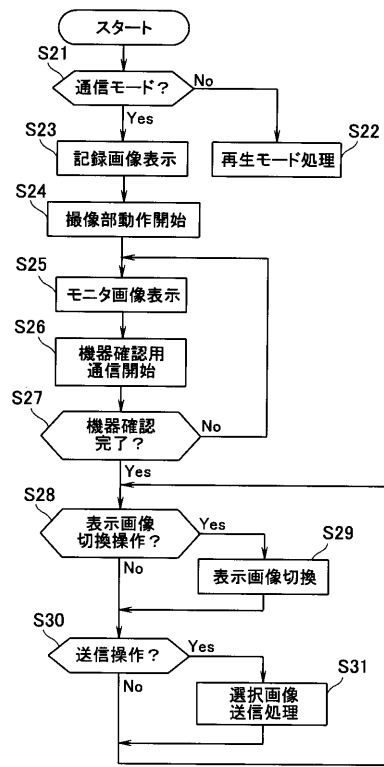 スタート
S21
通信モード?
No
Yes
S23
記録画像表示
再生モード処理
S22
S24
撮像部動作開始
S25
モニタ画像表示
S26
機器確認用
通信開始
S27
機器確認
完了?
No
Yes
S28
表示画像
切換操作?
Yes
No
S29
表示画像切換
S30
送信操作?
Yes
No
S31
選択画像
送信処理